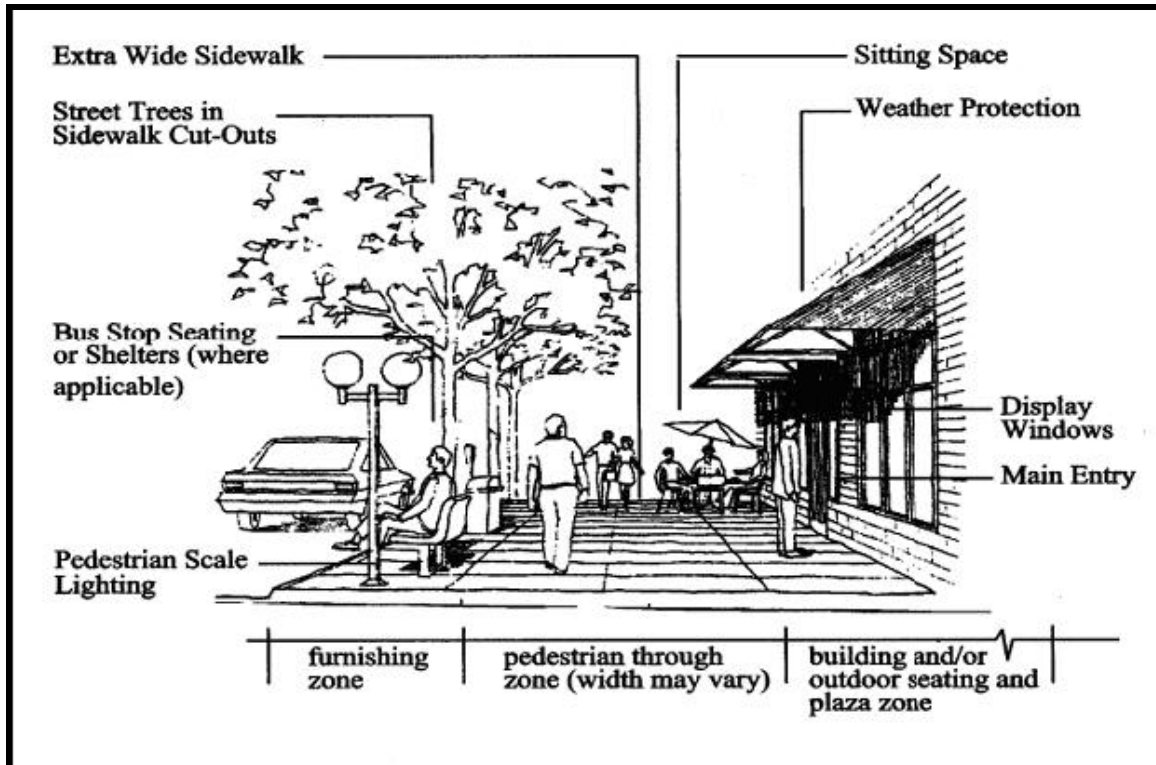 Extra Wide Sidewalk
Sitting Space
Street Trees in
Sidewalk Cut-Outs
Weather Protection
Bus Stop Seating
or Shelters (where
applicable)
Display
Windows
Main Entry
Pedestrian Scale
Lighting
furnishing
zone
pedestrian through
zone (width may vary)
building and/or
outdoor seating and
plaza zone